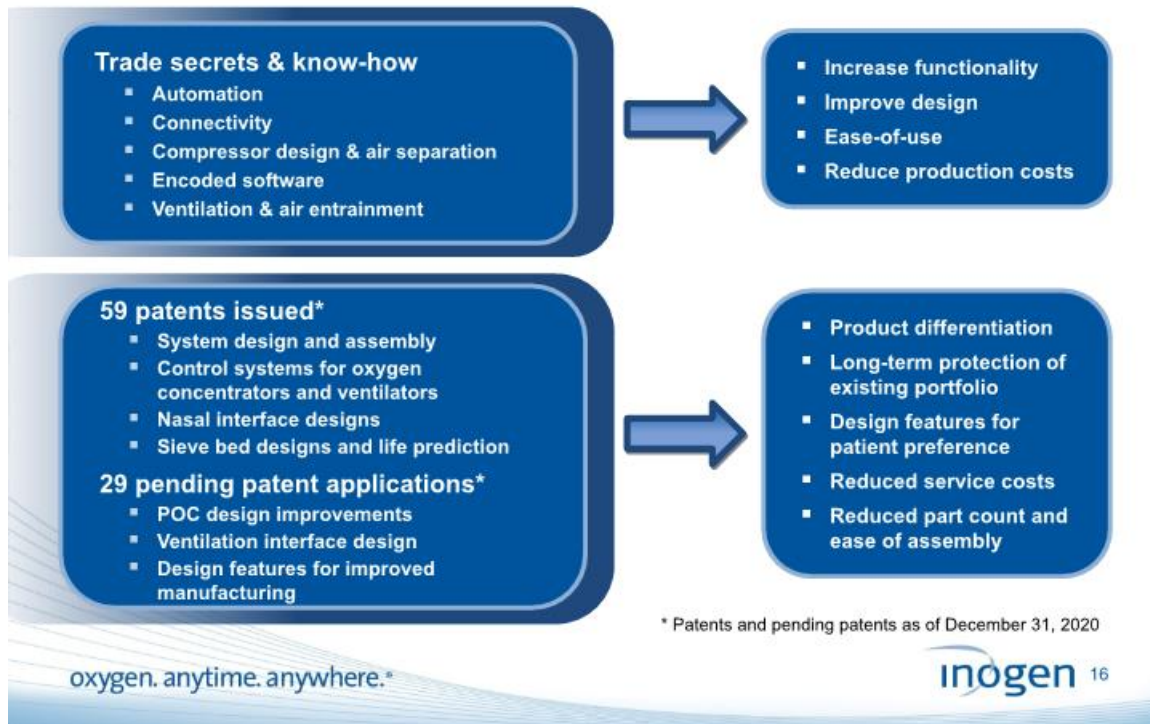 Trade secrets & know-how
▪ Automation
▪ Connectivity
▪ Compressor design & air separation
▪ Encoded software
▪ Ventilation & air entrainment
▪ Increase functionality
▪ Improve design
▪ Ease-of-use
▪ Reduce production costs
59 patents issued*
▪ System design and assembly
▪ Control systems for oxygen
concentrators and ventilators
▪ Nasal interface designs
▪ Sieve bed designs and life prediction
29 pending patent applications*
▪ POC design improvements
▪ Ventilation interface design
▪ Design features for improved
manufacturing
▪ Product differentiation
▪ Long-term protection of
existing portfolio
▪ Design features for
patient preference
▪ Reduced service costs
▪ Reduced part count and
ease of assembly
* Patents and pending patents as of December 31, 2020
oxygen. anytime. anywhere.®
inogen 16